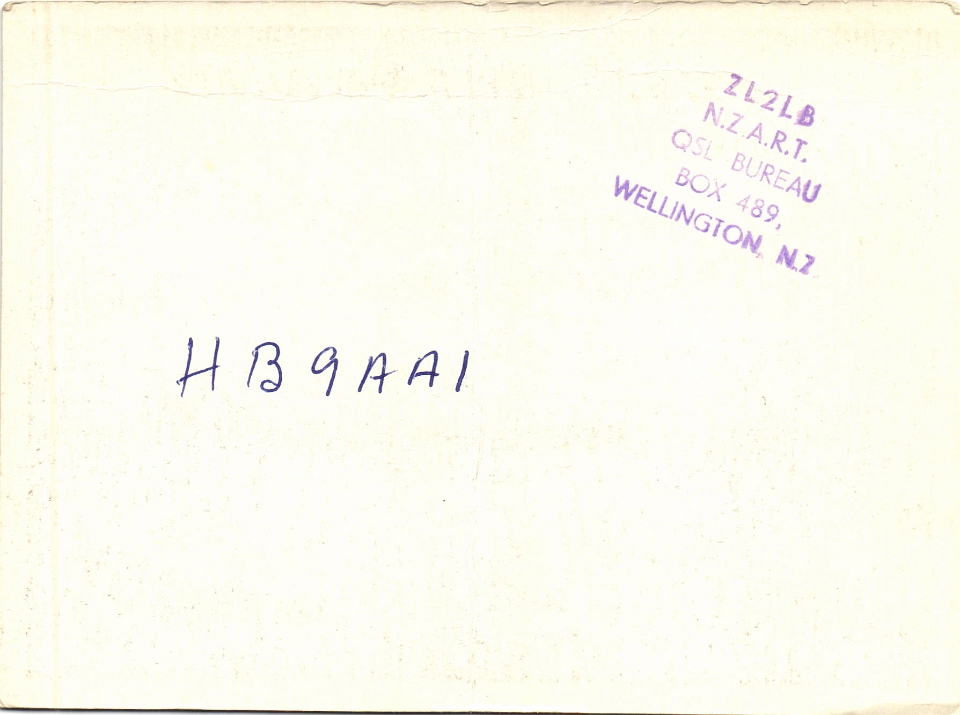 ZL2LB
N.Z.A.R.T.
QSL BUREAU
BOX 489,
WELLINGTON, N.Z
HB9AAI